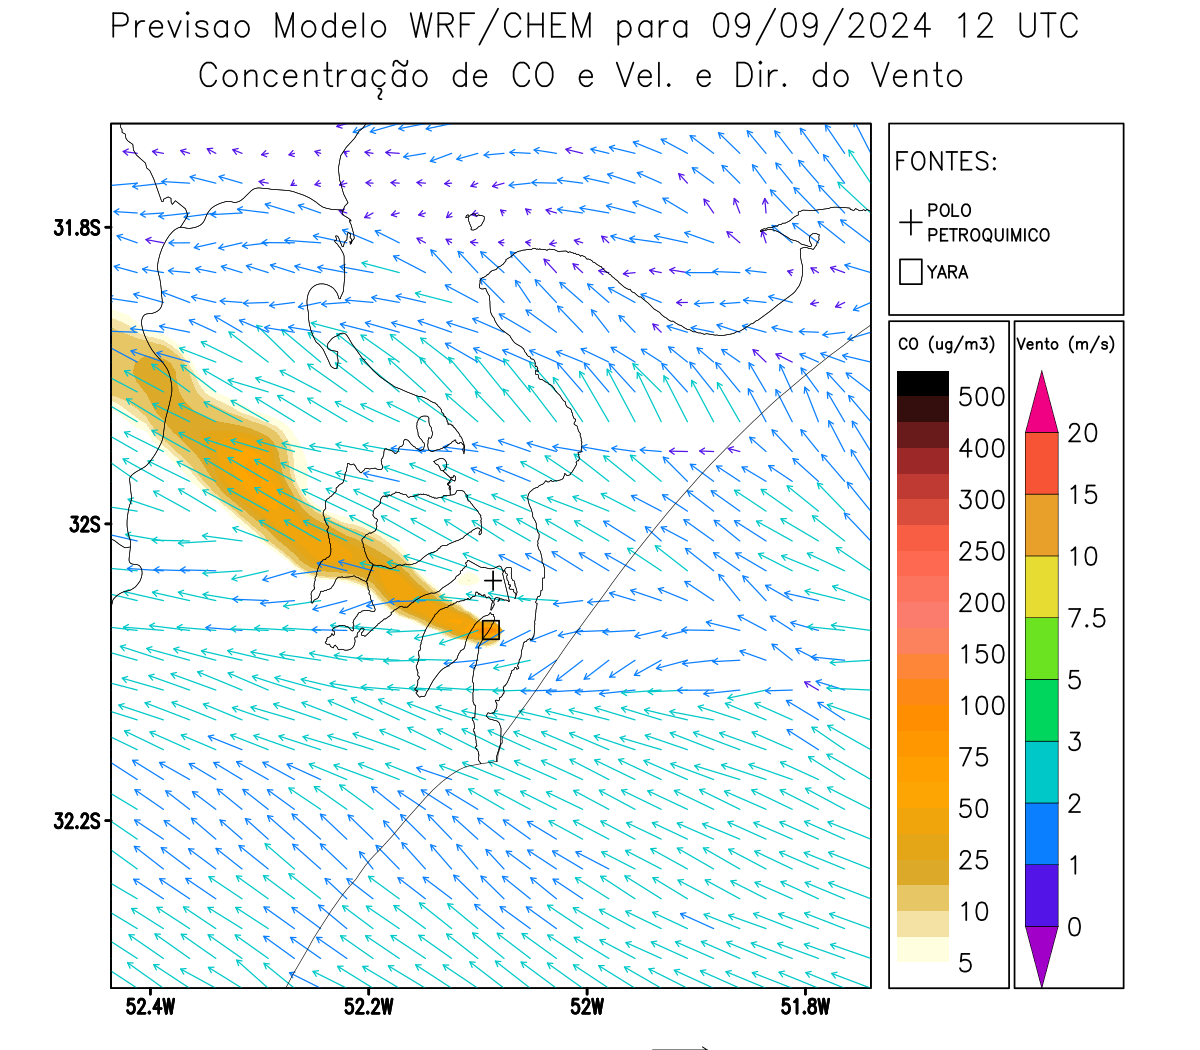 Previsao Modelo WRF/CHEM para 09/09/2024 12 UTC
Concentração de CO e Vel. e Dir. do Vento
FONTES:
POLO
PETROQUIMICO
YARA
CO (ug/m3)
500
400
300
250
200
150
100
75
50
25
10
5
Vento (m/s)
20
15
10
7.5
5
3
2
1
0
31.8S
32S
32.2S
52.4W
52.2W
52W
51.8W